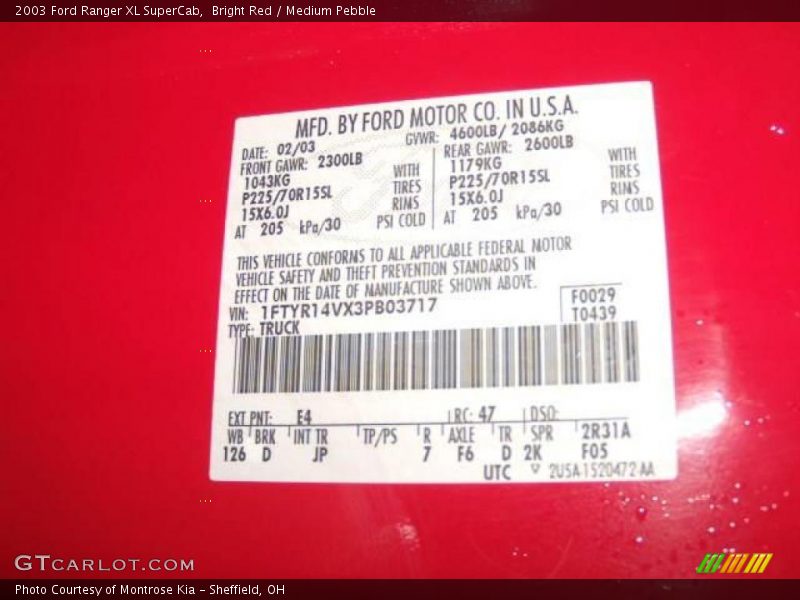 2003 Ford Ranger XL SuperCab,  Bright Red / Medium Pebble
MFD. BY FORD MOTOR CO. IN U.S.A.
DATE: 02/03 GVWR: 4600LB/ 2086KG
FRONT GAWR: 2300LB REAR GAWR: 2600LB
1043KG WITH 1179KG WITH
P225/70R15SL TIRES P225/70R15SL TIRES
15X6.0J RIMS 15X6.0J RIMS
AT 205 kPa/30 PSI COLD AT 205 kPa/30 PSI COLD
THIS VEHICLE CONFORMS TO ALL APPLICABLE FEDERAL MOTOR
VEHICLE SAFETY AND THEFT PREVENTION STANDARDS IN
EFFECT ON THE DATE OF MANUFACTURE SHOWN ABOVE.
VIN: 1FTYR14VX3PB03717 F0029
TYPE: TRUCK T0439
EXT PNT: E4 RC: 47 DSO:
WB BRK INT TR TP/PS R AXLE TR SPR 2R31A
126 D JP 7 F6 D 2K F05
UTC 2U5A-1520472-AA
GTCARLOT.COM
Photo Courtesy of Montrose Kia - Sheffield, OH